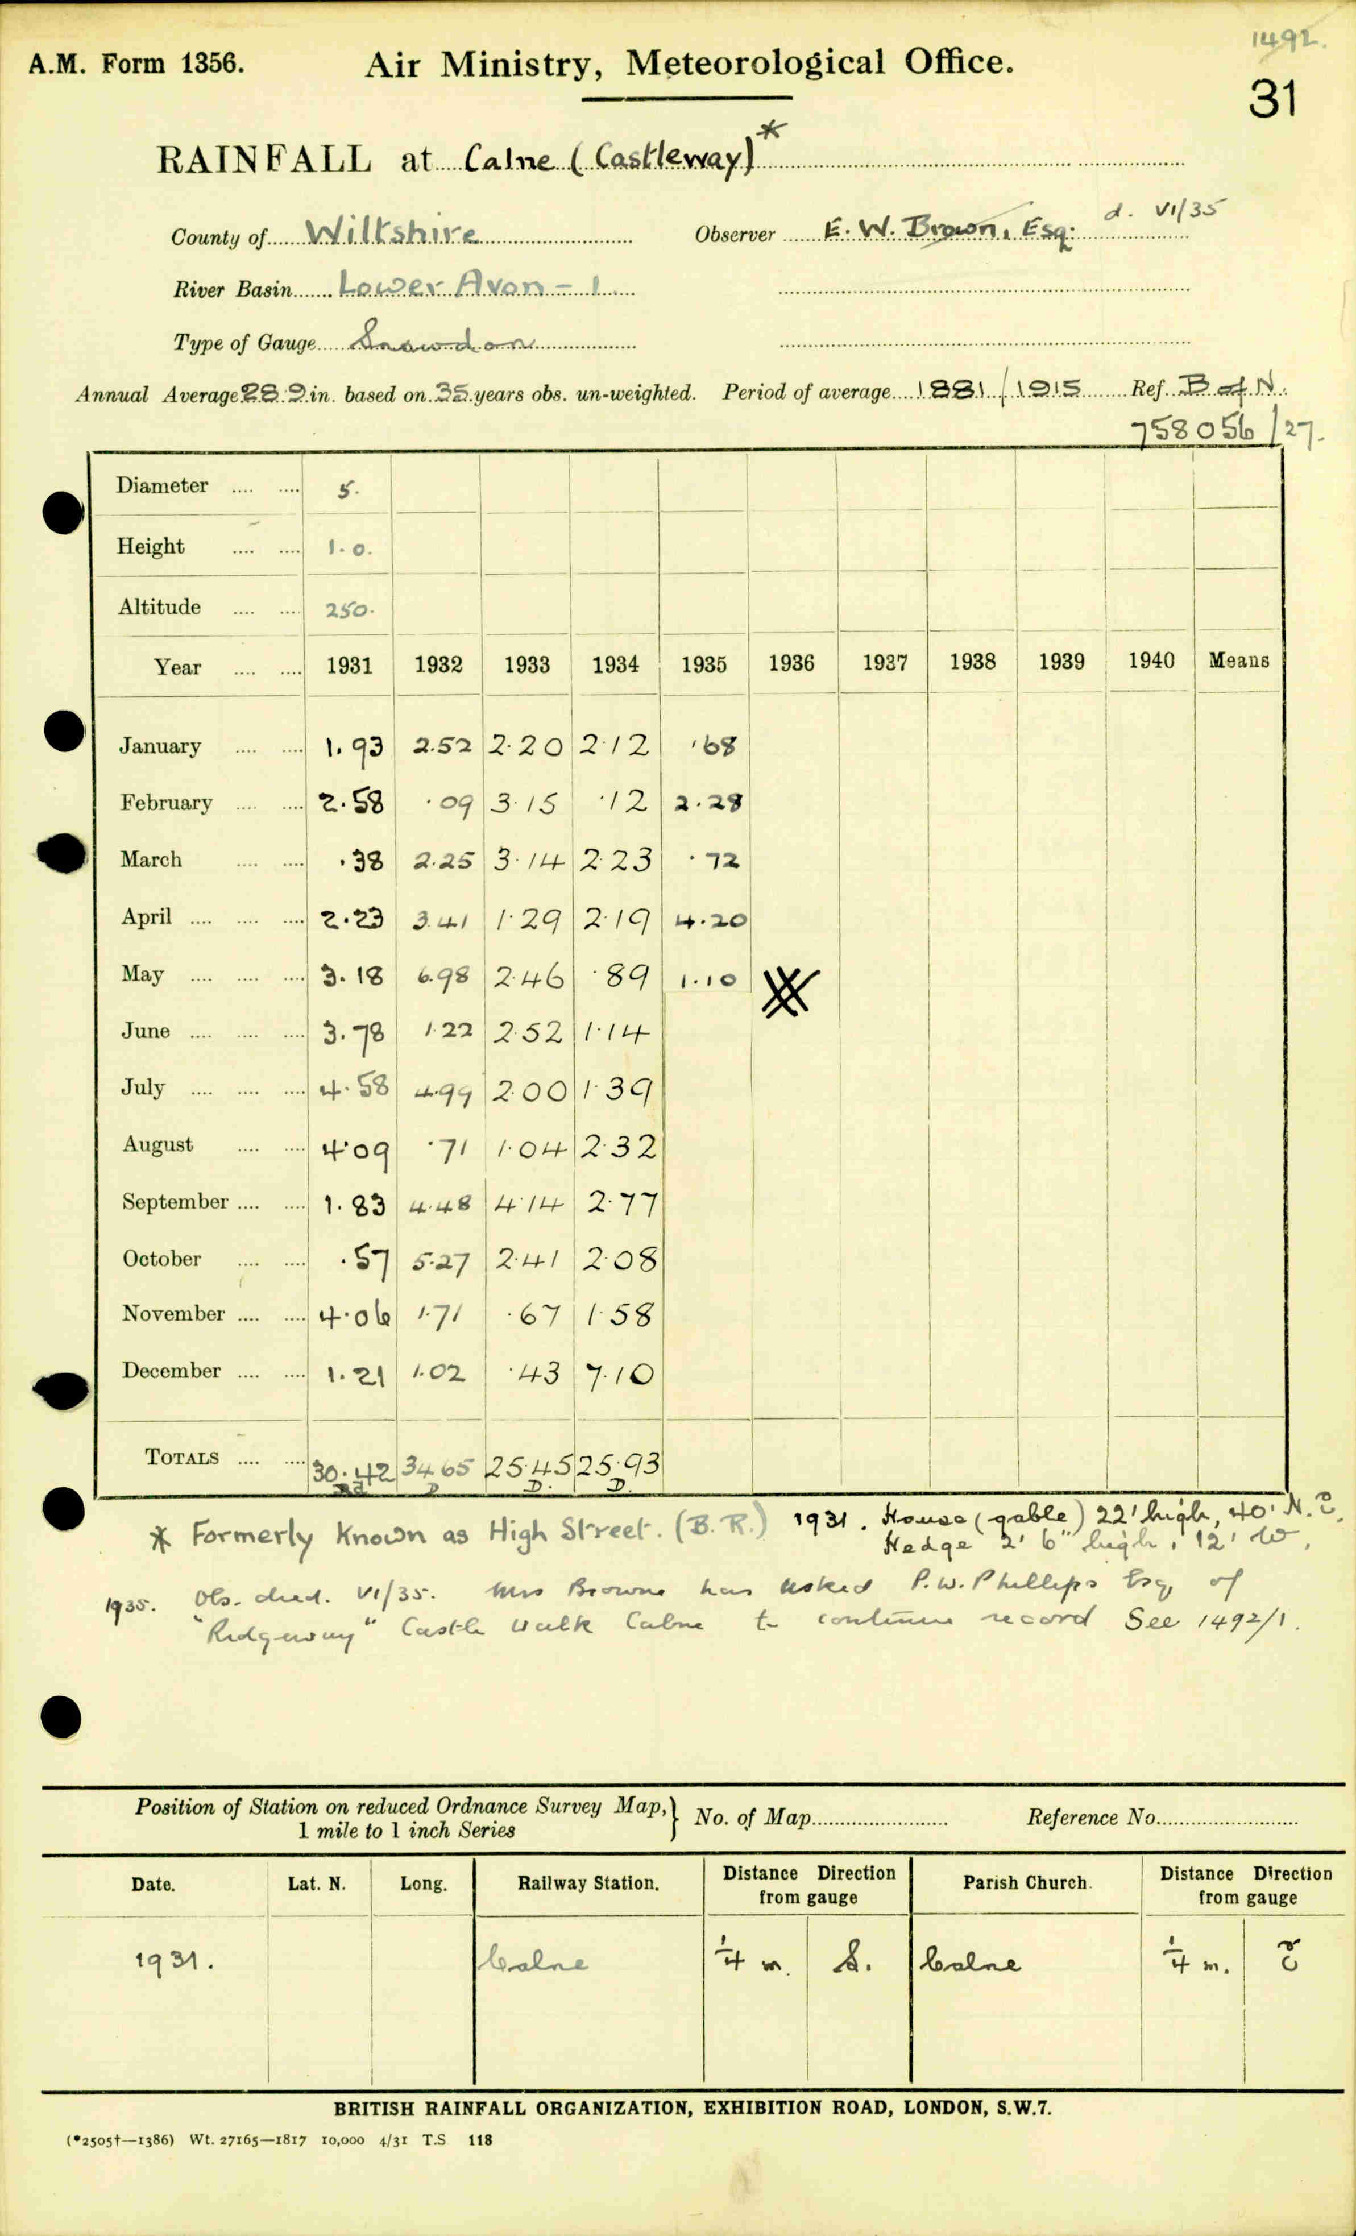 1492.
A.M. Form 1356. Air Ministry, Meteorological Office.
31
RAINFALL at Calne (Castleway)*
County of Wiltshire Observer E. W. Brown, Esq. d. VI/35
River Basin Lower Avon - 1
Type of Gauge Snowdon
Annual Average 28.9 in. based on 35 years obs. un-weighted. Period of average 1881/1915 Ref. B of N.
758056/27.
Diameter .... .... 5.
Height .... .... 1.0.
Altitude .... .... 250.
Year .... .... 1931 1932 1933 1934 1935 1936 1937 1938 1939 1940 Means
January .... .... 1.93 2.52 2.20 2.12 .68
February .... .... 2.58 .09 3.15 .12 2.28
March .... .... .38 2.25 3.14 2.23 .72
April .... .... .... 2.23 3.41 1.29 2.19 4.20
May .... .... .... 3.18 6.98 2.46 .89 1.10
June .... .... .... 3.78 1.22 2.52 1.14
July .... .... .... 4.58 4.99 2.00 1.39
August .... .... 4.09 .71 1.04 2.32
September .... .... 1.83 4.48 4.14 2.77
October .... .... .57 5.27 2.41 2.08
November .... .... 4.06 1.71 .67 1.58
December .... .... 1.21 1.02 .43 7.10
TOTALS .... .... 30.42 34.65 25.45 25.93
D D. D.
* Formerly known as High Street. (B.R.) 1931. House (gable) 22' high, 40' N.E.
Hedge 2' 6" high, 12' W.
1935. Obs. died. VI/35. Mrs Browne has asked P.W. Phillips Esq of
"Ridgeway" Castle Walk Calne to continue record See 1492/1.
Position of Station on reduced Ordnance Survey Map,} No. of Map Reference No.
1 mile to 1 inch Series
Date. Lat. N. Long. Railway Station. Distance Direction from gauge Parish Church. Distance Direction from gauge
1931. Calne 1/4 m. S. Calne 1/4 m. E
BRITISH RAINFALL ORGANIZATION, EXHIBITION ROAD, LONDON, S.W.7.
(*2505†—1386) Wt. 27165—1817 10,000 4/31 T.S 118